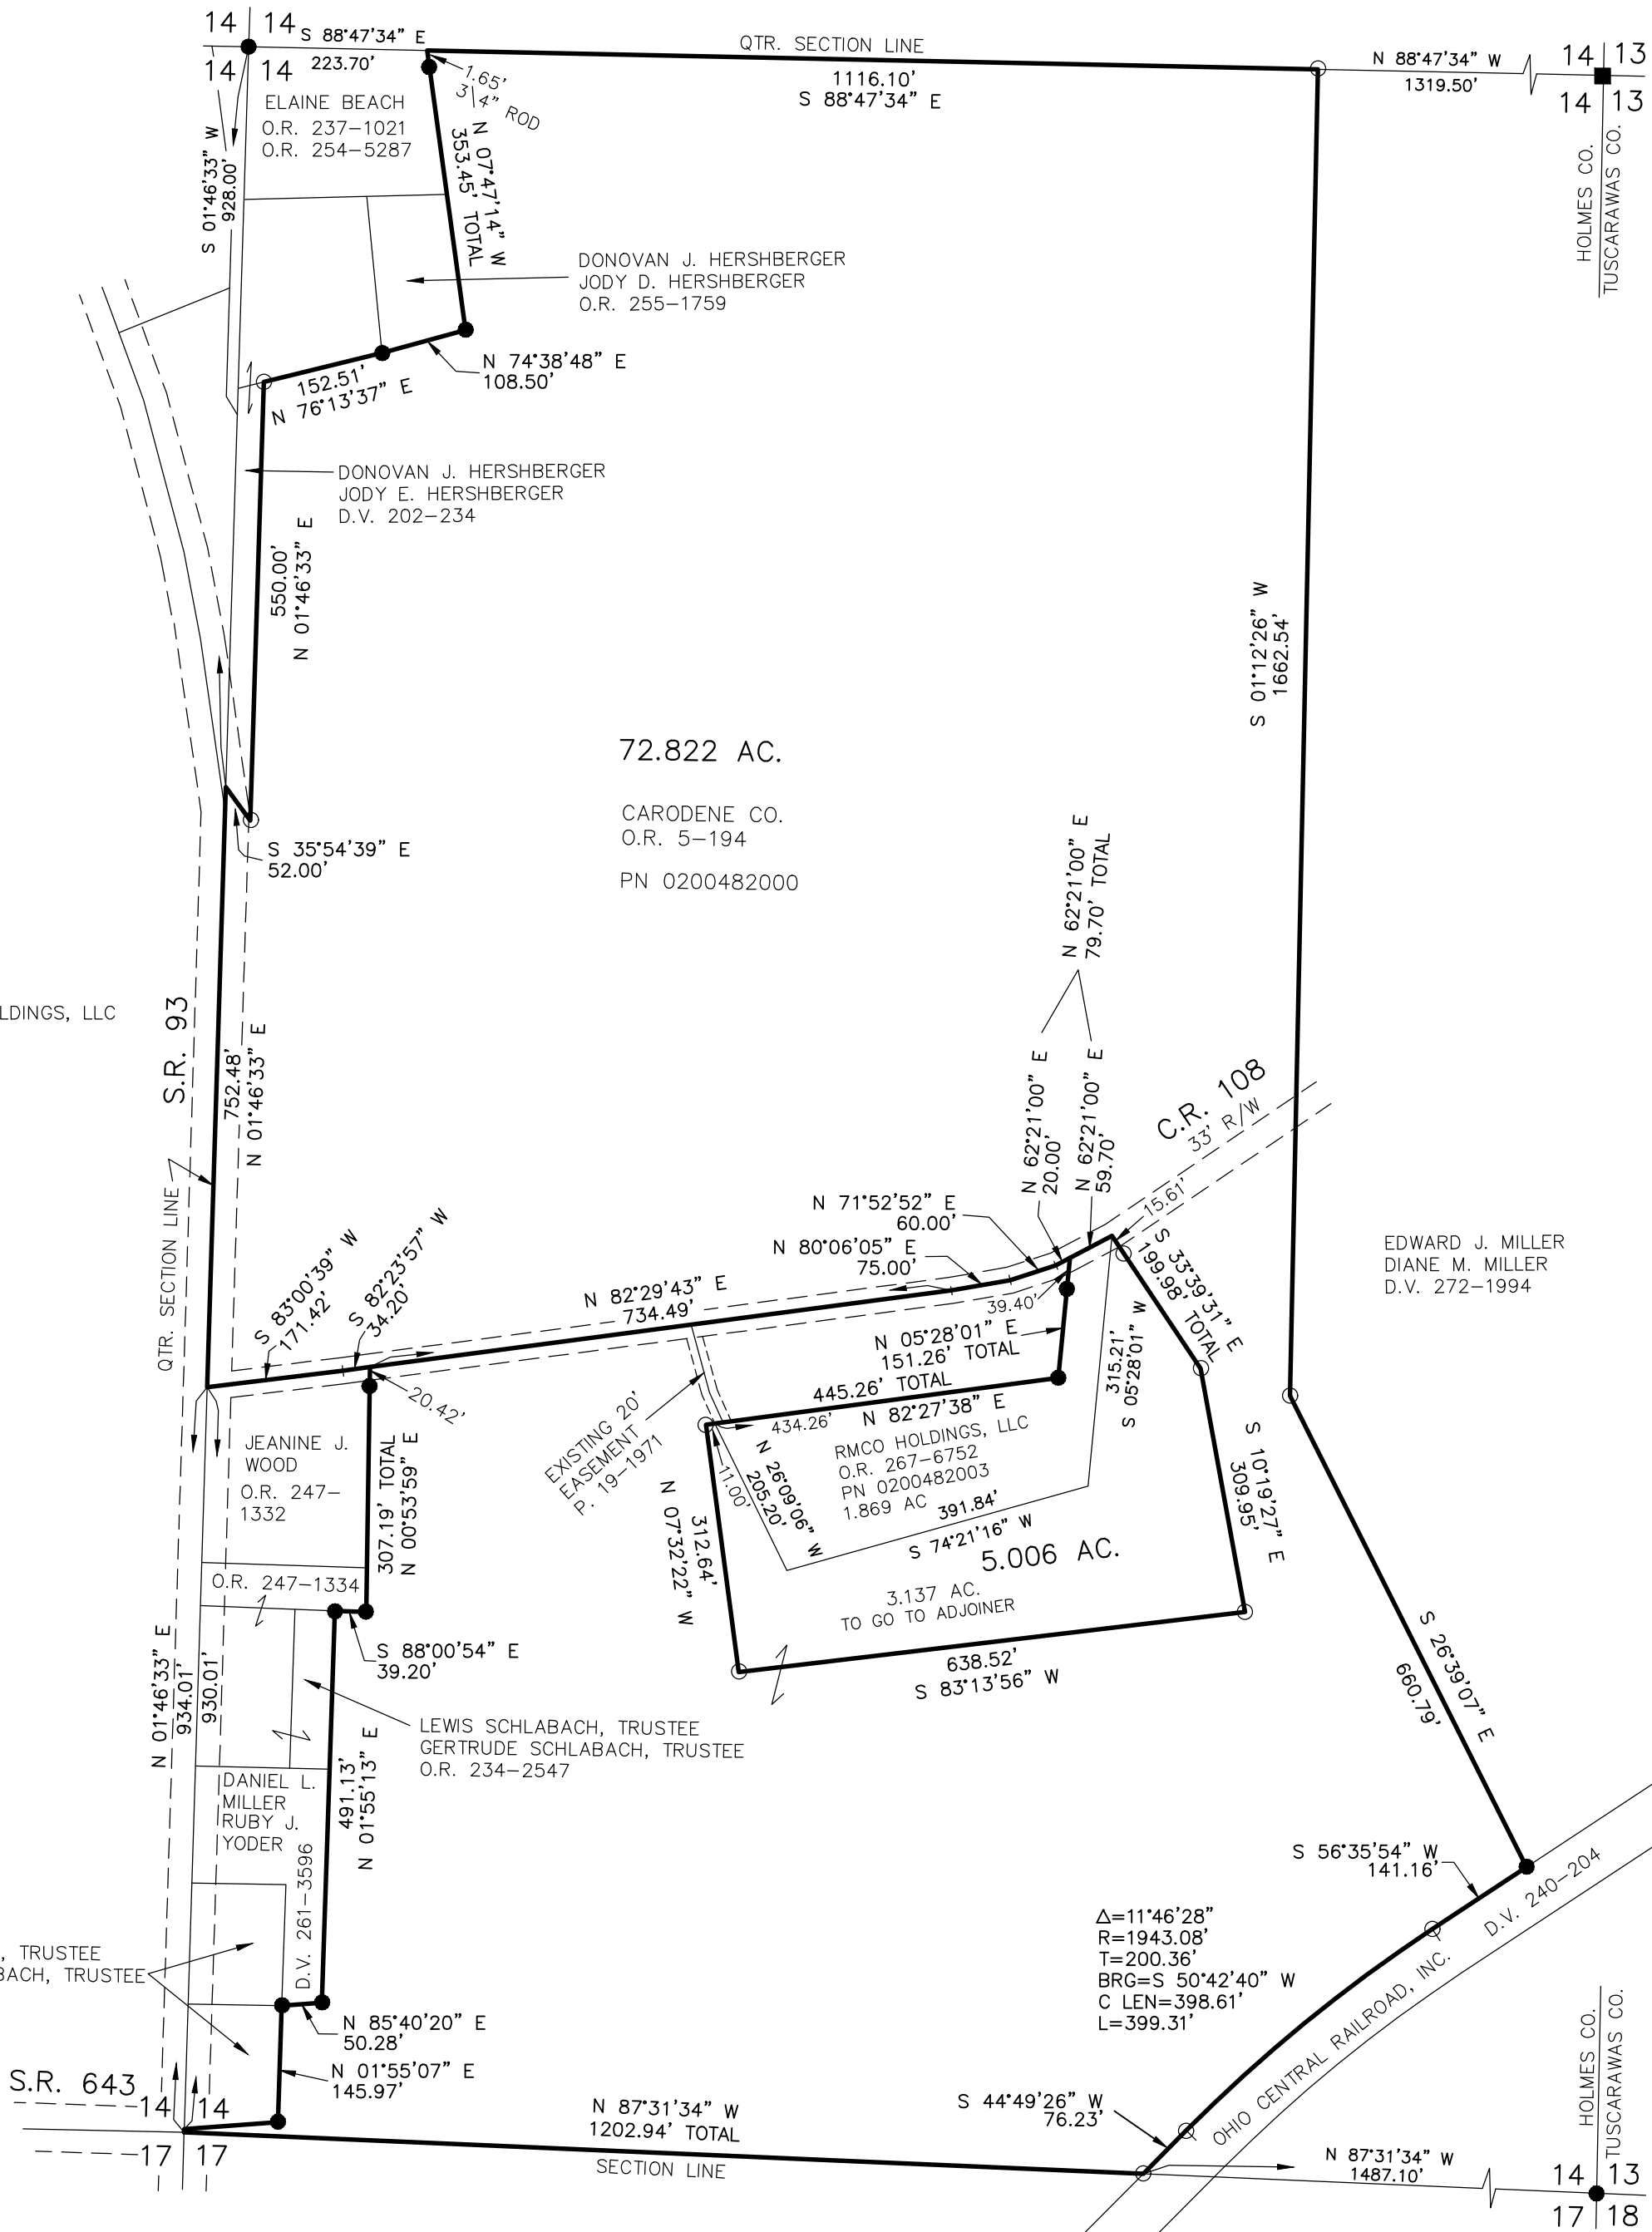 14 14
S 88°47'34" E
223.70'
14 14
QTR. SECTION LINE
1116.10'
S 88°47'34" E
N 88°47'34" W
1319.50'
14 13
14 13
HOLMES CO.
TUSCARAWAS CO.
1.65'
3|4" ROD
ELAINE BEACH
O.R. 237-1021
O.R. 254-5287
S 01°46'33" W
928.00'
N 07°47'14" W
353.45' TOTAL
DONOVAN J. HERSHBERGER
JODY D. HERSHBERGER
O.R. 255-1759
N 74°38'48" E
108.50'
152.51'
N 76°13'37" E
DONOVAN J. HERSHBERGER
JODY E. HERSHBERGER
D.V. 202-234
550.00'
N 01°46'33" E
S 01°12'26" W
1662.54'
72.822 AC.
CARODENE CO.
O.R. 5-194
PN 0200482000
S 35°54'39" E
52.00'
LDINGS, LLC
S.R. 93
752.48'
N 01°46'33" E
QTR. SECTION LINE
N 62°21'00" E
79.70' TOTAL
N 62°21'00" E
20.00'
N 62°21'00" E
59.70'
C.R. 108
33' R/W
15.61'
N 71°52'52" E
60.00'
N 80°06'05" E
75.00'
S 83°00'39" W
171.42'
S 82°23'57" W
34.20'
N 82°29'43" E
734.49'
39.40'
S 33°39'31" E
199.98' TOTAL
EDWARD J. MILLER
DIANE M. MILLER
D.V. 272-1994
N 05°28'01" E
151.26' TOTAL
315.21'
S 05°28'01" W
445.26' TOTAL
N 82°27'38" E
434.26'
20.42'
EXISTING 20'
EASEMENT
P. 19-1971
11.00'
N 26°09'06" W
205.20'
RMCO HOLDINGS, LLC
O.R. 267-6752
PN 0200482003
1.869 AC
391.84'
S 74°21'16" W
5.006 AC.
3.137 AC.
TO GO TO ADJOINER
312.64'
N 07°32'22" W
S 10°19'27" E
309.95'
638.52'
S 83°13'56" W
JEANINE J.
WOOD
O.R. 247-
1332
307.19' TOTAL
N 00°53'59" E
O.R. 247-1334
S 88°00'54" E
39.20'
N 01°46'33" E
934.01'
930.01'
LEWIS SCHLABACH, TRUSTEE
GERTRUDE SCHLABACH, TRUSTEE
O.R. 234-2547
491.13'
N 01°55'13" E
DANIEL L.
MILLER
RUBY J.
YODER
D.V. 261-3596
S 26°39'07" E
660.79'
S 56°35'54" W
141.16'
D.V. 240-204
OHIO CENTRAL RAILROAD, INC.
Δ=11°46'28"
R=1943.08'
T=200.36'
BRG=S 50°42'40" W
C LEN=398.61'
L=399.31'
, TRUSTEE
BACH, TRUSTEE
N 85°40'20" E
50.28'
N 01°55'07" E
145.97'
S.R. 643
14 14
17 17
N 87°31'34" W
1202.94' TOTAL
SECTION LINE
S 44°49'26" W
76.23'
N 87°31'34" W
1487.10'
HOLMES CO.
TUSCARAWAS CO.
14 13
17 18